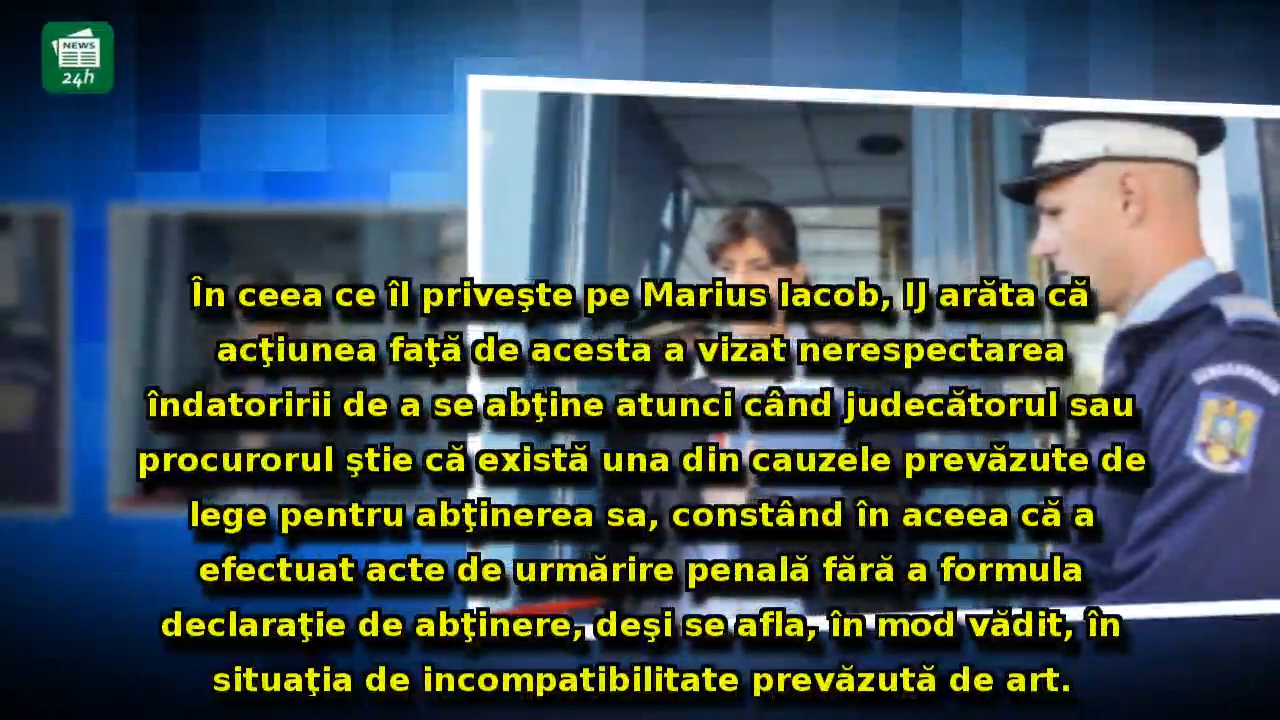 NEWS
24h
În ceea ce îl priveşte pe Marius Iacob, IJ arăta că
acţiunea faţă de acesta a vizat nerespectarea
îndatoririi de a se abţine atunci când judecătorul sau
procurorul ştie că există una din cauzele prevăzute de
lege pentru abţinerea sa, constând în aceea că a
efectuat acte de urmărire penală fără a formula
declaraţie de abţinere, deşi se afla, în mod vădit, în
situaţia de incompatibilitate prevăzută de art.